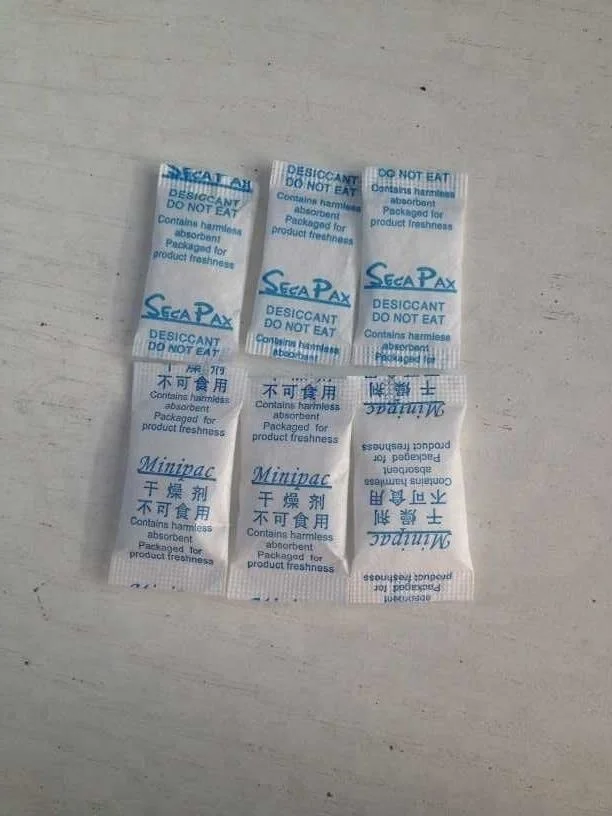 DESICCANT
DO NOT EAT
Contains harmless
absorbent
Packaged for
product freshness
SECA PAX
DESICCANT
DO NOT EAT
DESICCANT
DO NOT EAT
Contains harmless
absorbent
Packaged for
product freshness
SECA PAX
DESICCANT
DO NOT EAT
Contains harmless
absorbent
DO NOT EAT
Contains harmless
absorbent
Packaged for
product freshness
SECA PAX
DESICCANT
DO NOT EAT
Contains harmless
absorbent
Packaged for
不可食用
Contains harmless
absorbent
Packaged for
product freshness
Minipac
干燥剂
不可食用
Contains harmless
absorbent
Packaged for
product freshness
不可食用
Contains harmless
absorbent
Packaged for
product freshness
Minipac
干燥剂
不可食用
Contains harmless
absorbent
Packaged for
product freshness
absorbent
Packaged for
product freshness
Minipac
干燥剂
不可食用
Contains harmless
absorbent
Packaged for
product freshness
Minipac
干燥剂